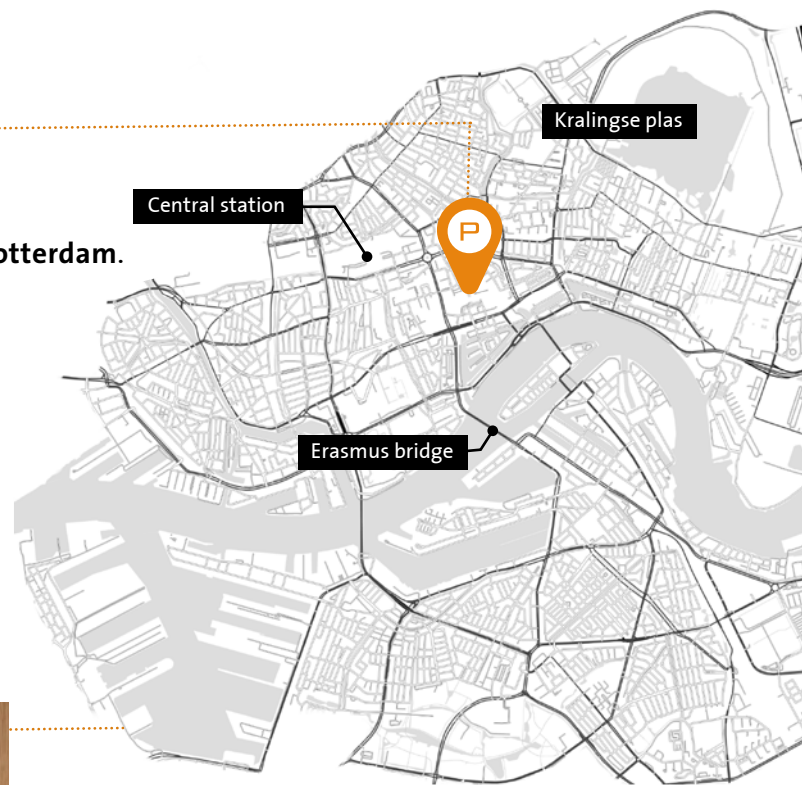 Kralingse plas
Central station
P
otterdam.
Erasmus bridge